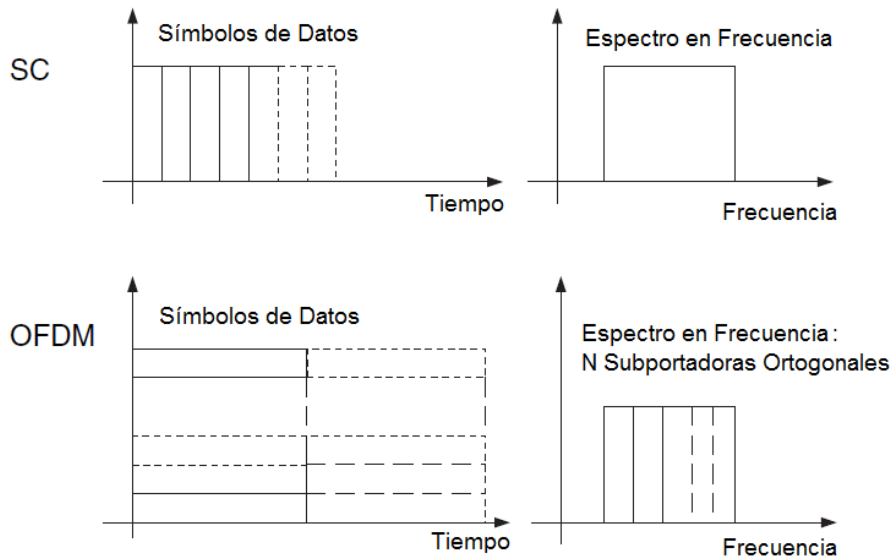 Símbolos de Datos
Espectro en Frecuencia
SC
Tiempo
Frecuencia
Símbolos de Datos
OFDM
Espectro en Frecuencia:
N Subportadoras Ortogonales
Tiempo
Frecuencia